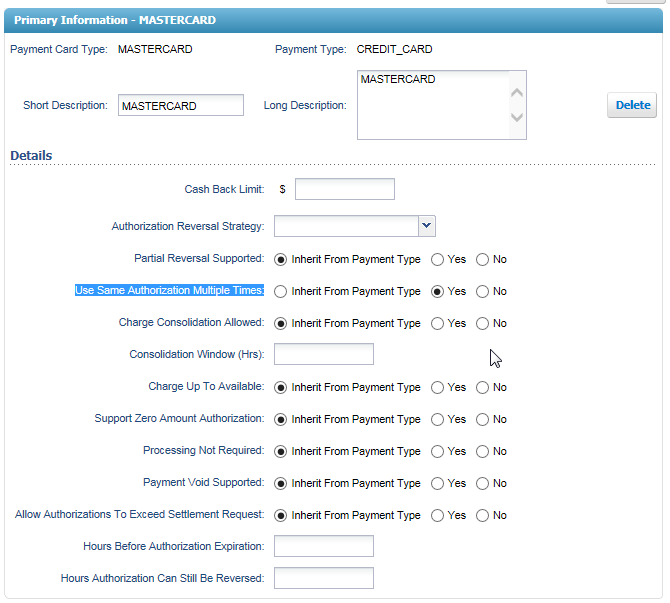 Primary Information - MASTERCARD
Payment Card Type: MASTERCARD Payment Type: CREDIT_CARD
MASTERCARD
Short Description: MASTERCARD Long Description:
Delete
Details
Cash Back Limit: $
Authorization Reversal Strategy:
Partial Reversal Supported: Inherit From Payment Type Yes No
Use Same Authorization Multiple Times: Inherit From Payment Type Yes No
Charge Consolidation Allowed: Inherit From Payment Type Yes No
Consolidation Window (Hrs):
Charge Up To Available: Inherit From Payment Type Yes No
Support Zero Amount Authorization: Inherit From Payment Type Yes No
Processing Not Required: Inherit From Payment Type Yes No
Payment Void Supported: Inherit From Payment Type Yes No
Allow Authorizations To Exceed Settlement Request: Inherit From Payment Type Yes No
Hours Before Authorization Expiration:
Hours Authorization Can Still Be Reversed: